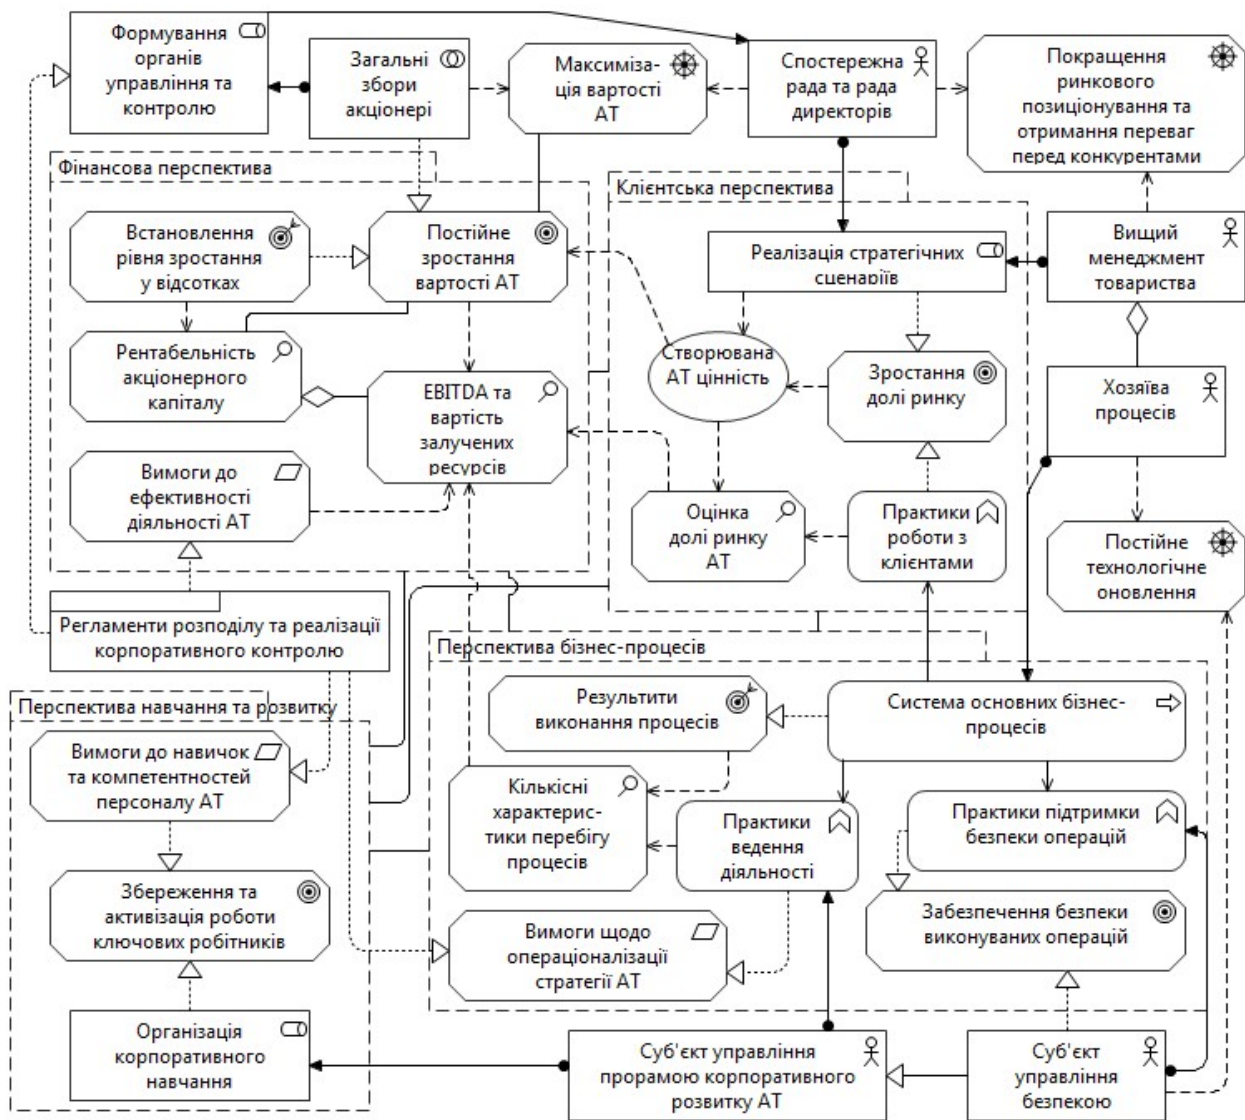 Формування
органів
управління та
контролю
Загальні
збори
акціонері
Максиміза-
ція вартості
АТ
Спостережна
рада та рада
директорів
Покращення
ринкового
позиціонування та
отримання переваг
перед конкурентами
Фінансова перспектива
Встановлення
рівня зростання
у відсотках
Постійне
зростання
вартості АТ
Рентабельність
акціонерного
капіталу
EBITDA та
вартість
залучених
ресурсів
Вимоги до
ефективності
діяльності АТ
Клієнтська перспектива
Реалізація стратегічних
сценаріїв
Створювана
АТ цінність
Зростання
долі ринку
Оцінка
долі ринку
АТ
Практики
роботи з
клієнтами
Вищий
менеджмент
товариства
Хозяїва
процесів
Постійне
технологічне
оновлення
Регламенти розподілу та реалізації
корпоративного контролю
Перспектива бізнес-процесів
Результити
виконання процесів
Система основних бізнес-
процесів
Кількісні
характерис-
тики перебігу
процесів
Практики
ведення
діяльності
Практики підтримки
безпеки операцій
Вимоги щодо
операціоналізації
стратегії АТ
Забезпечення безпеки
виконуваних операцій
Перспектива навчання та розвитку
Вимоги до навичок
та компетентностей
персоналу АТ
Збереження та
активізація роботи
ключових робітників
Організація
корпоративного
навчання
Суб'єкт управління
прорамою корпоративного
розвитку АТ
Суб'єкт
управління
безпекою